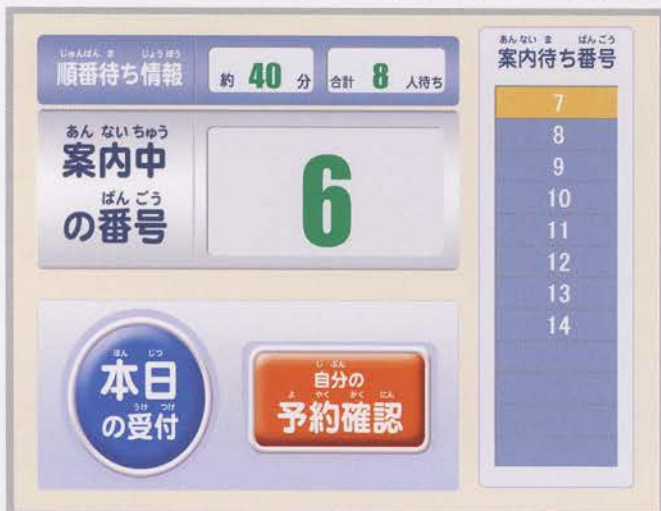 じゅんばん ま じょうほう
順番待ち情報
約 40 分 合計 8 人待ち
あん ない ちゅう
案内中
ばん ごう
の番号
6
ほん じつ
本日
うけ つけ
の受付
じ ぶん
自分の
よ やく かく にん
予約確認
あん ない ま ばん ごう
案内待ち番号
7
8
9
10
11
12
13
14